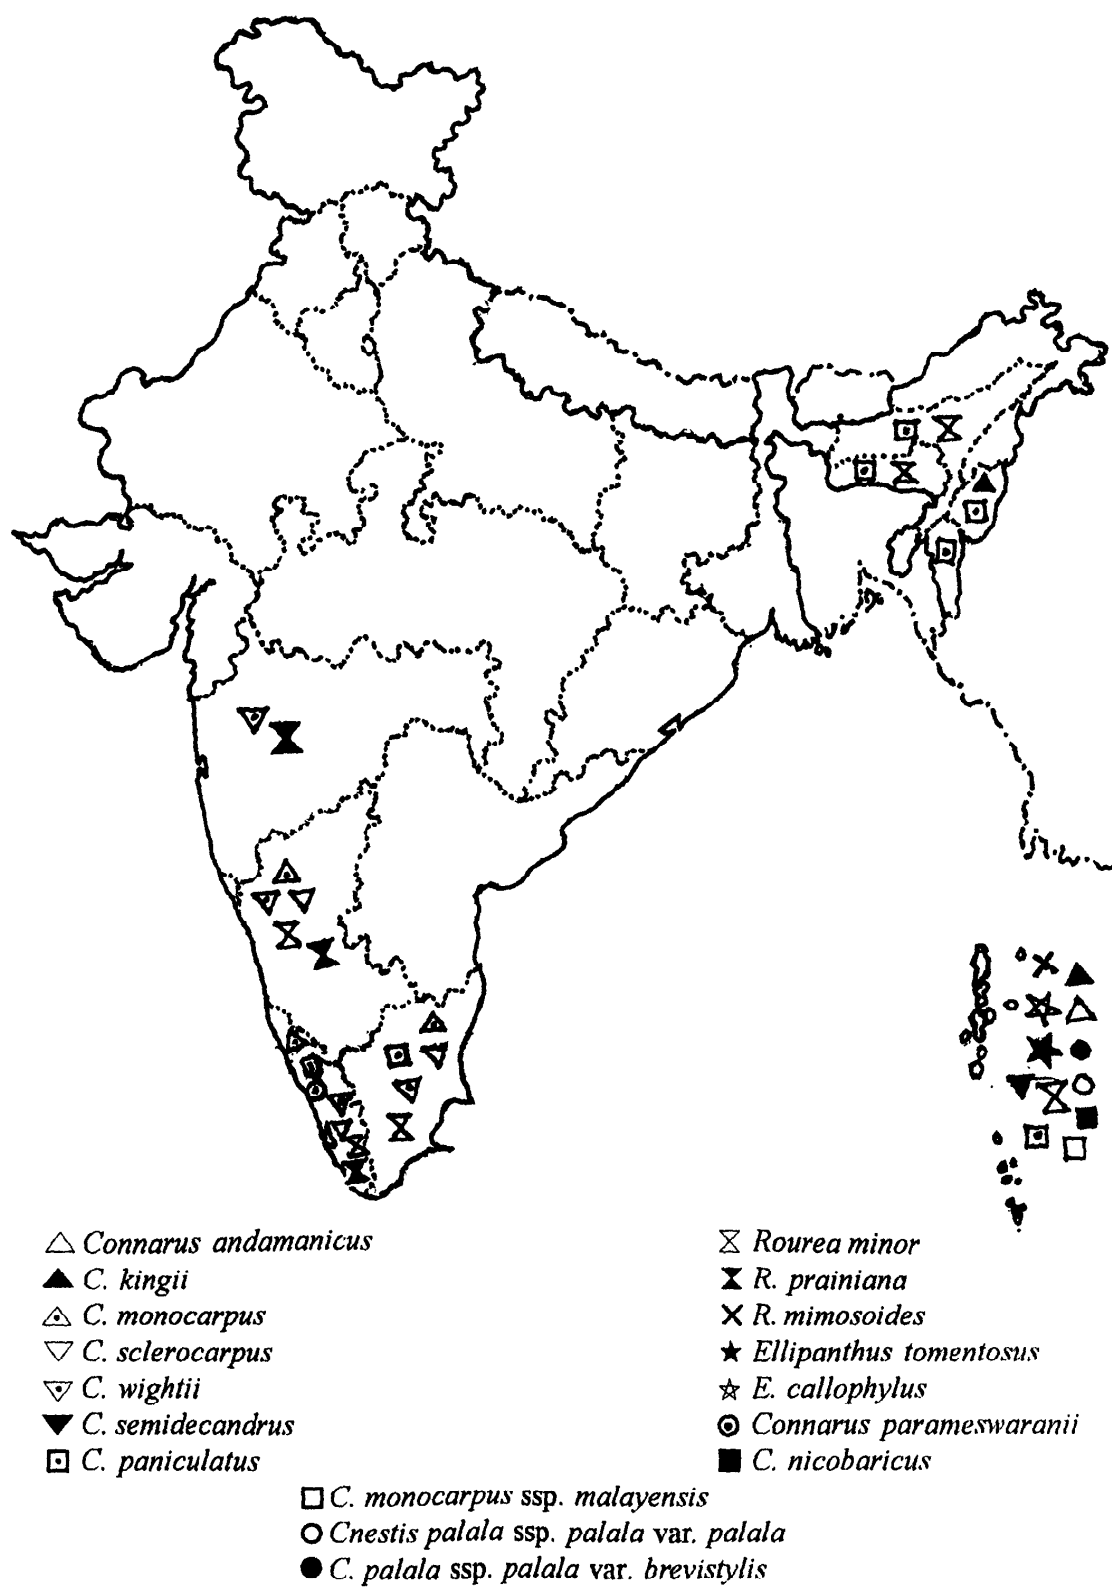 Connarus andamanicus
C. kingii
C. monocarpus
C. sclerocarpus
C. wightii
C. semidecandrus
C. paniculatus
Rourea minor
R. prainiana
R. mimosoides
Ellipanthus tomentosus
E. callophylus
Connarus parameswaranii
C. nicobaricus
C. monocarpus ssp. malayensis
Cnestis palala ssp. palala var. palala
C. palala ssp. palala var. brevistylis